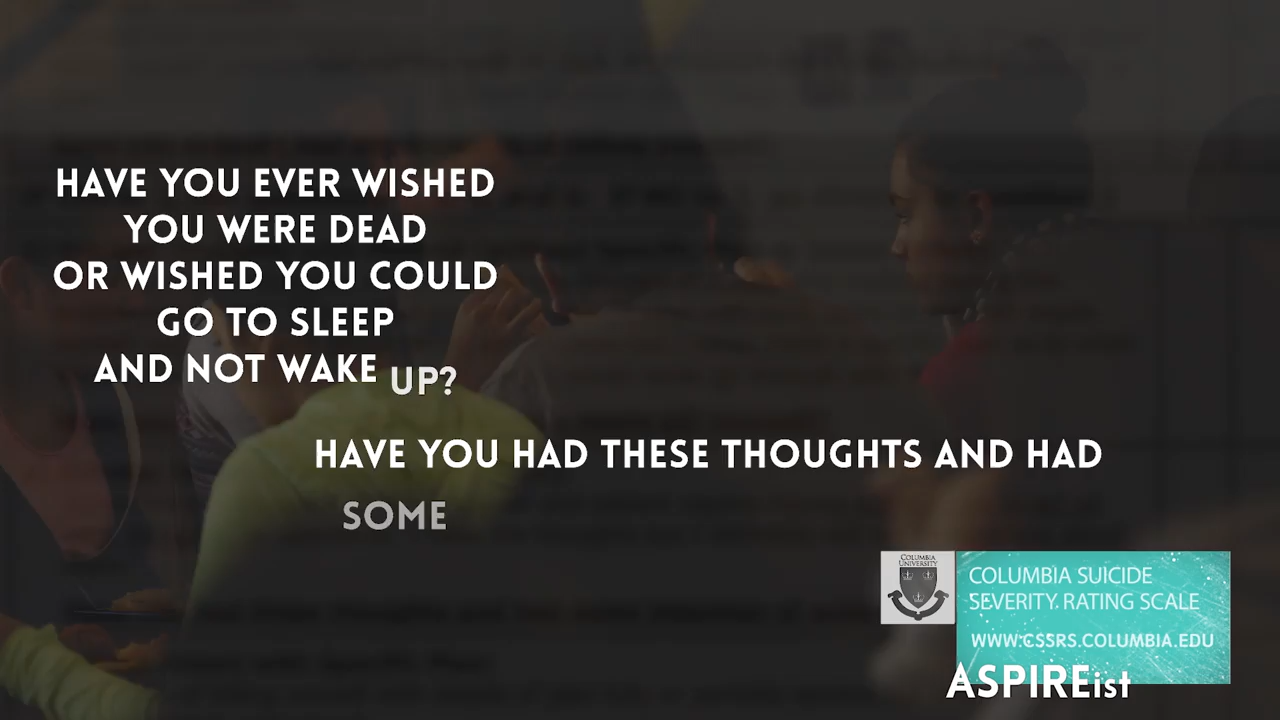 HAVE YOU EVER WISHED
YOU WERE DEAD
OR WISHED YOU COULD
GO TO SLEEP
AND NOT WAKE UP?
HAVE YOU HAD THESE THOUGHTS AND HAD
SOME
COLUMBIA
UNIVERSITY
COLUMBIA SUICIDE
SEVERITY RATING SCALE
WWW.CSSRS.COLUMBIA.EDU
ASPIREist